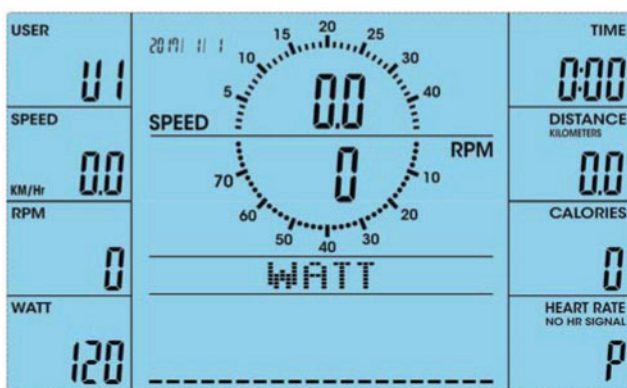 USER
U1
SPEED
KM/Hr 0.0
RPM
0
WATT
120
2017/ 1/ 1
5 10 15 20 25 30 40
SPEED 0.0
RPM
0
70 60 50 40 30 20 10
WATT
TIME
0:00
DISTANCE
KILOMETERS
0.0
CALORIES
0
HEART RATE
NO HR SIGNAL
P